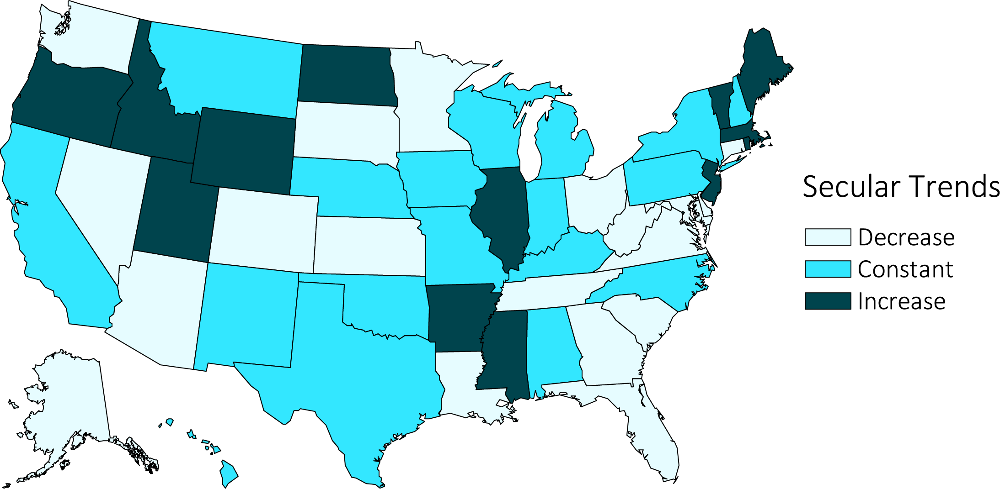 Secular Trends
Decrease
Constant
Increase